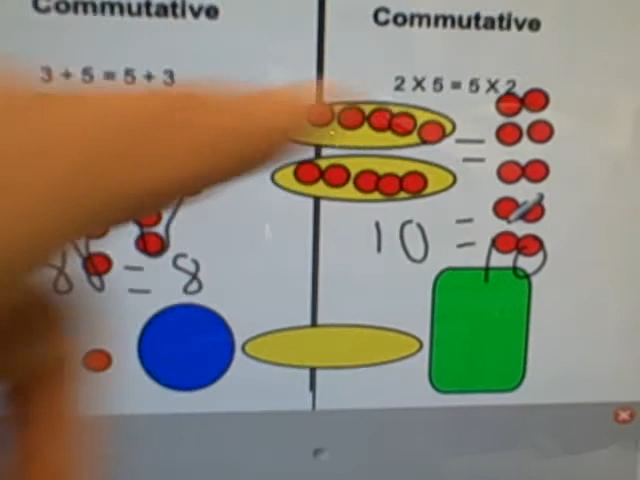 Commutative
3 + 5 = 5 + 3
8 = 8
Commutative
2 X 5 = 5 X 2
=
10 = 10